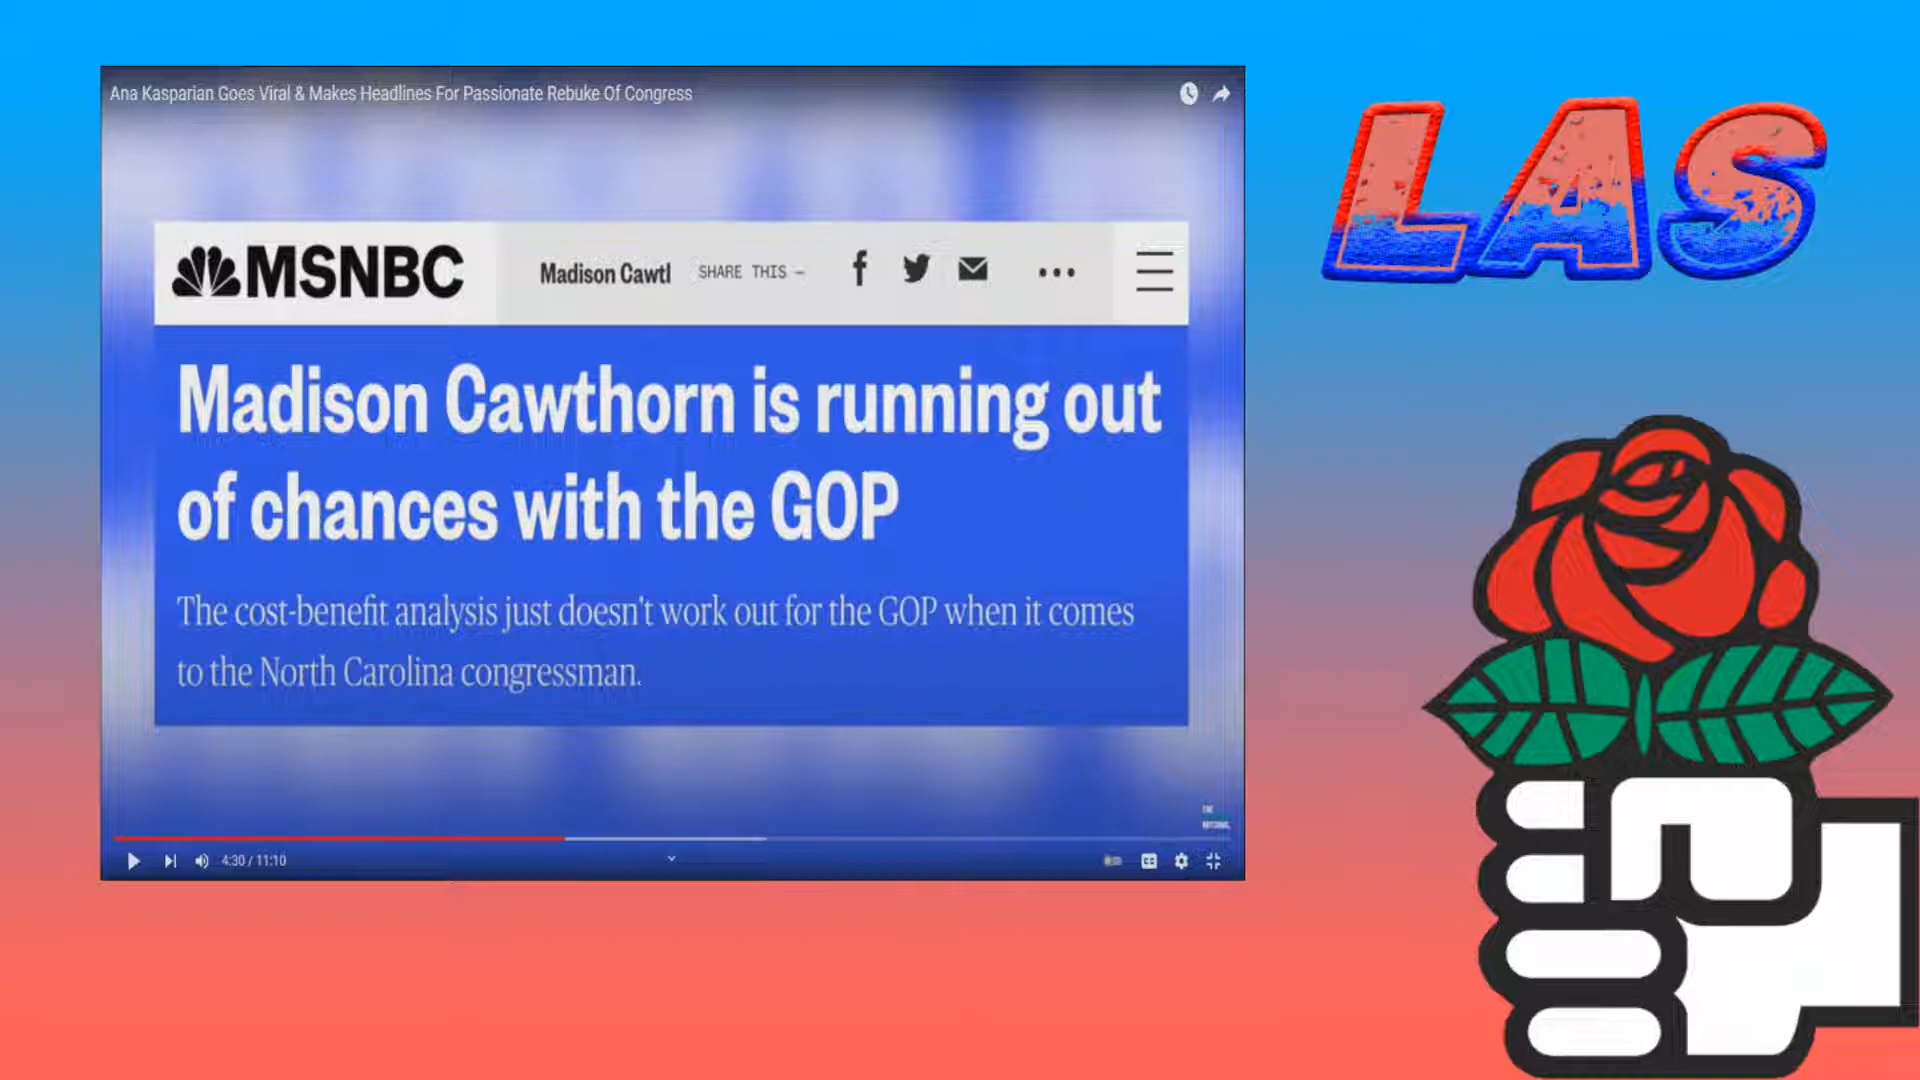 Ana Kasparian Goes Viral & Makes Headlines For Passionate Rebuke Of Congress
LAS
MSNBC
Madison Cawtl
SHARE THIS –
Madison Cawthorn is running out
of chances with the GOP
The cost-benefit analysis just doesn't work out for the GOP when it comes
to the North Carolina congressman.
THE
4:30 / 11:10
CC